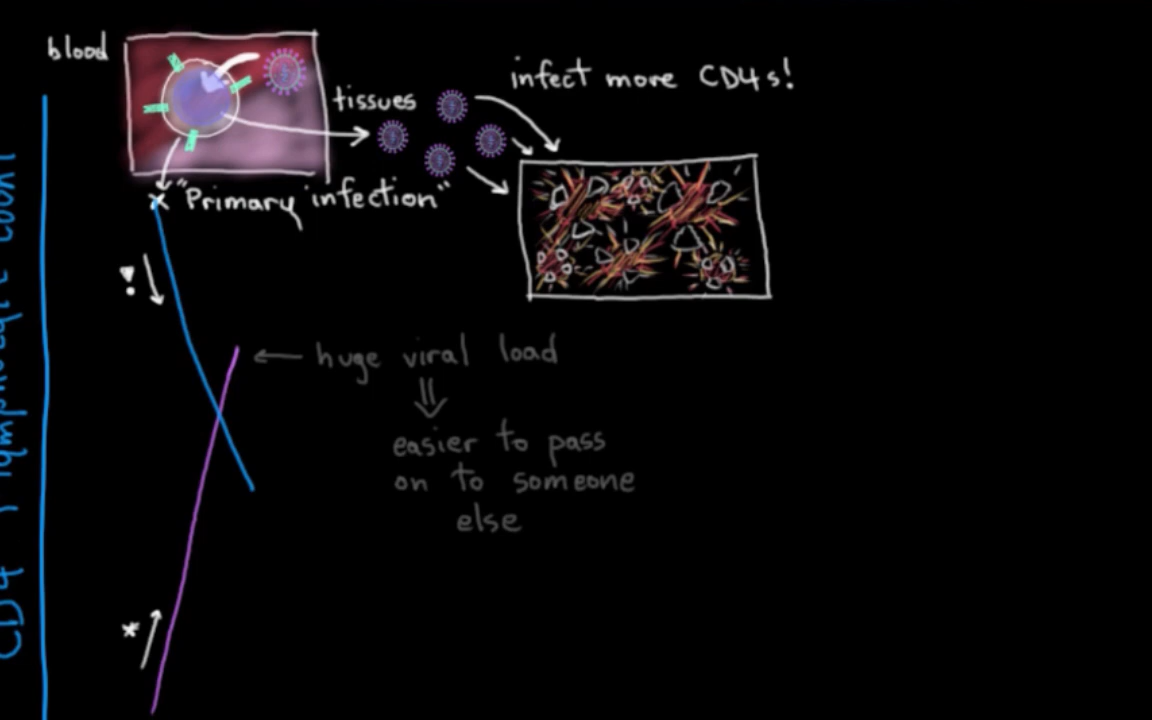 blood
infect more CD4s!
tissues
"Primary infection"
!
huge viral load
easier to pass
on to someone
else
*
CD4 lymphocyte count